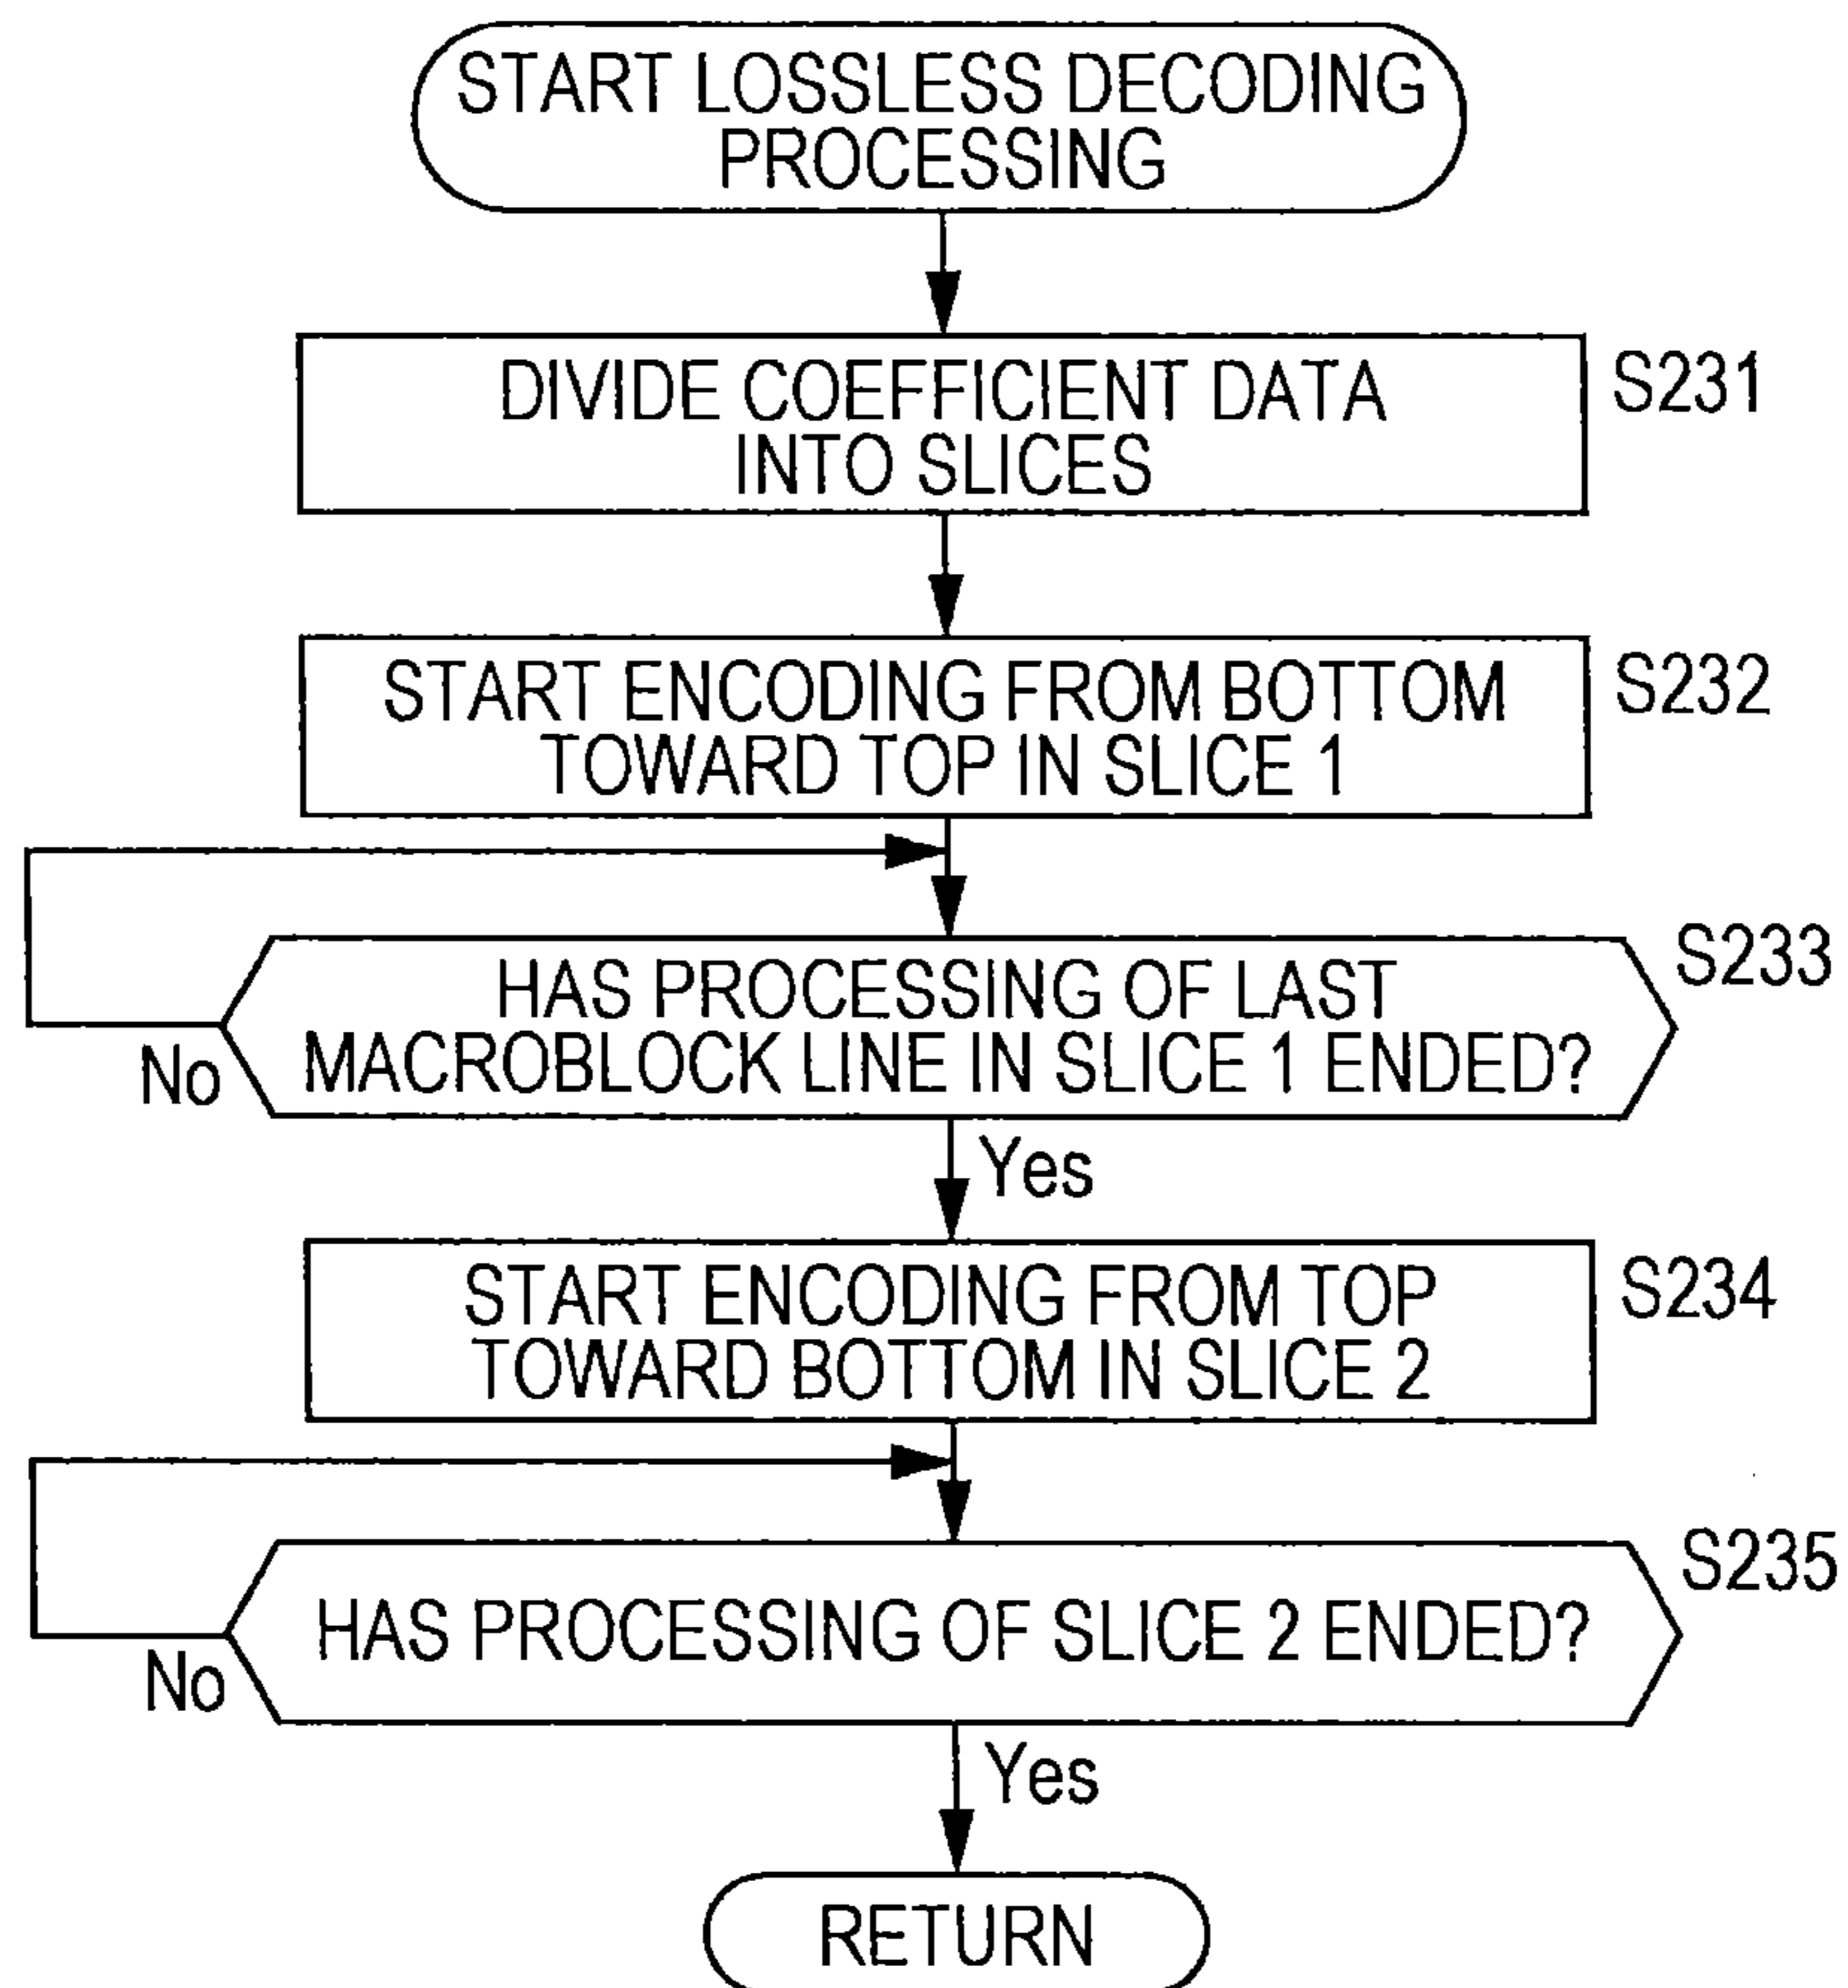 START LOSSLESS DECODING
PROCESSING
DIVIDE COEFFICIENT DATA
INTO SLICES
S231
START ENCODING FROM BOTTOM
TOWARD TOP IN SLICE 1
S232
HAS PROCESSING OF LAST
MACROBLOCK LINE IN SLICE 1 ENDED?
S233
No
Yes
START ENCODING FROM TOP
TOWARD BOTTOM IN SLICE 2
S234
HAS PROCESSING OF SLICE 2 ENDED?
S235
No
Yes
RETURN